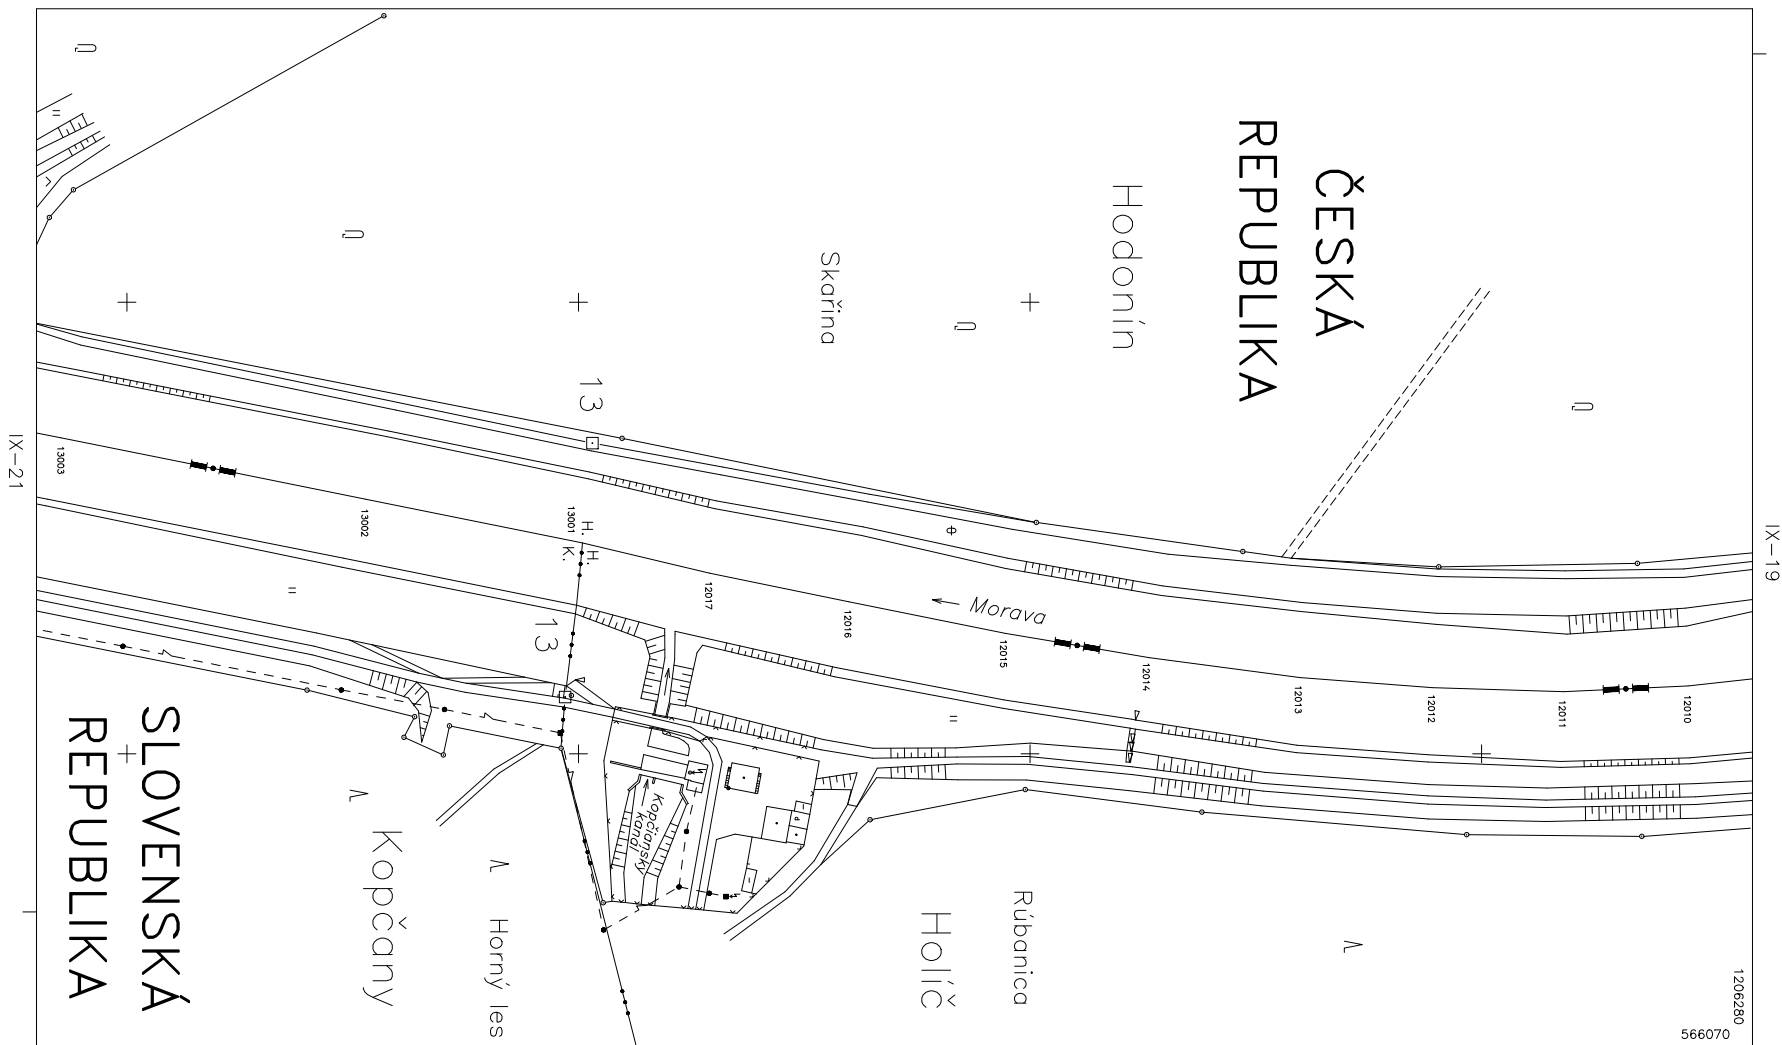 ČESKÁ
REPUBLIKA
Hodonín
Skařina
13
IX-19
IX-21
12010
12011
12012
12013
12014
12015
12016
12017
13001
13002
13003
Morava
H.
H.
K.
13
Kopčiansky
kanál
SLOVENSKÁ
REPUBLIKA
Kopčany
Horný les
Holíč
Rúbanica
1206280
566070